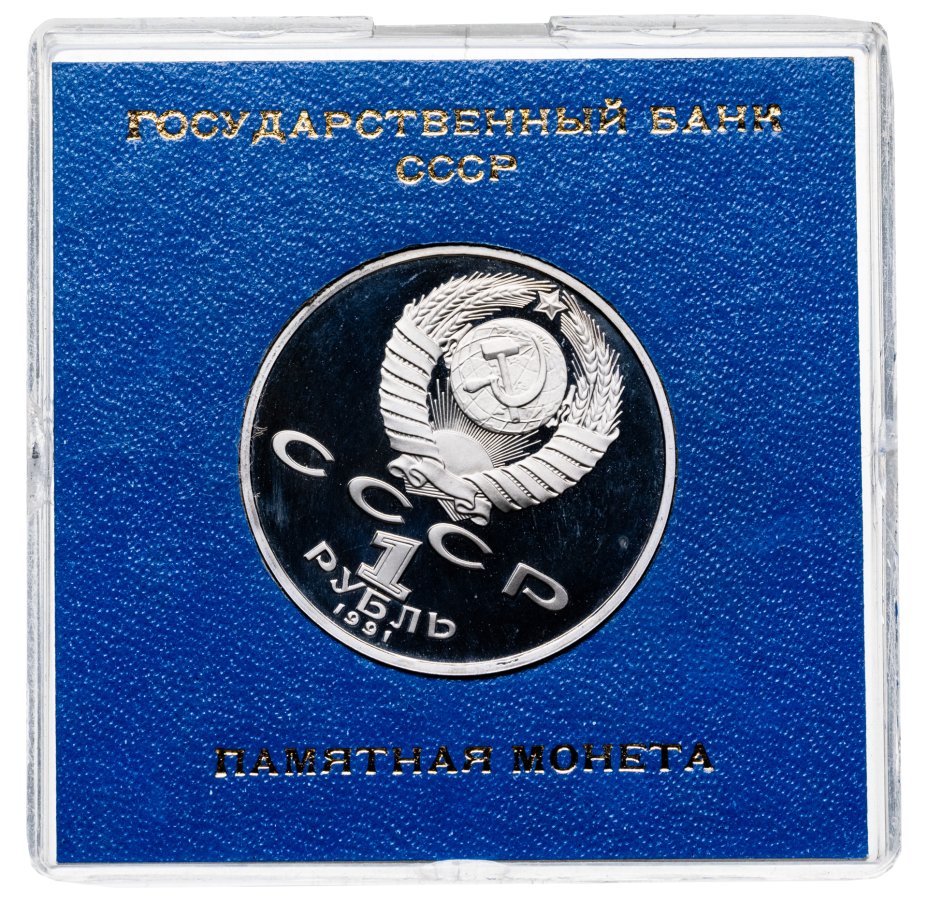 ГОСУДАРСТВЕННЫЙ БАНК
СССР
СССР
1
РУБЛЬ
1991
ПАМЯТНАЯ МОНЕТА